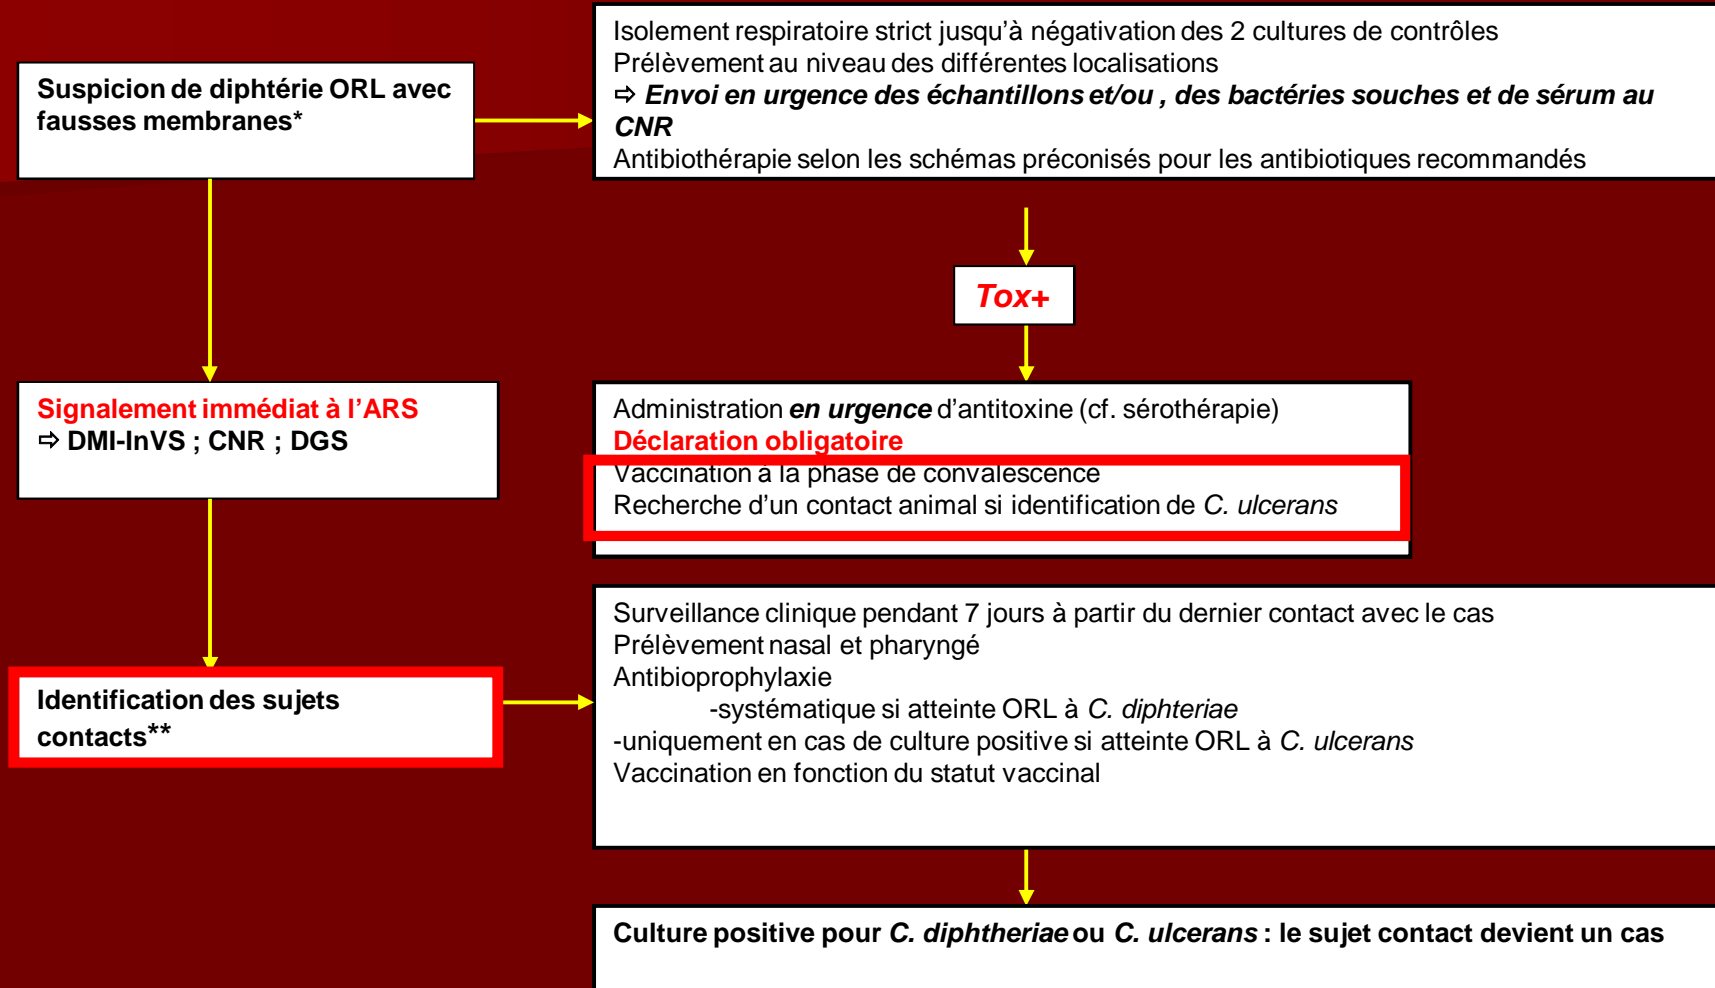 Suspicion de diphtérie ORL avec
fausses membranes*
Isolement respiratoire strict jusqu'à négativation des 2 cultures de contrôles
Prélèvement au niveau des différentes localisations
⇨ Envoi en urgence des échantillons et/ou , des bactéries souches et de sérum au
CNR
Antibiothérapie selon les schémas préconisés pour les antibiotiques recommandés
Tox+
Signalement immédiat à l'ARS
⇨ DMI-InVS ; CNR ; DGS
Administration en urgence d'antitoxine (cf. sérothérapie)
Déclaration obligatoire
Vaccination à la phase de convalescence
Recherche d'un contact animal si identification de C. ulcerans
Identification des sujets
contacts**
Surveillance clinique pendant 7 jours à partir du dernier contact avec le cas
Prélèvement nasal et pharyngé
Antibioprophylaxie
-systématique si atteinte ORL à C. diphteriae
-uniquement en cas de culture positive si atteinte ORL à C. ulcerans
Vaccination en fonction du statut vaccinal
Culture positive pour C. diphtheriae ou C. ulcerans : le sujet contact devient un cas